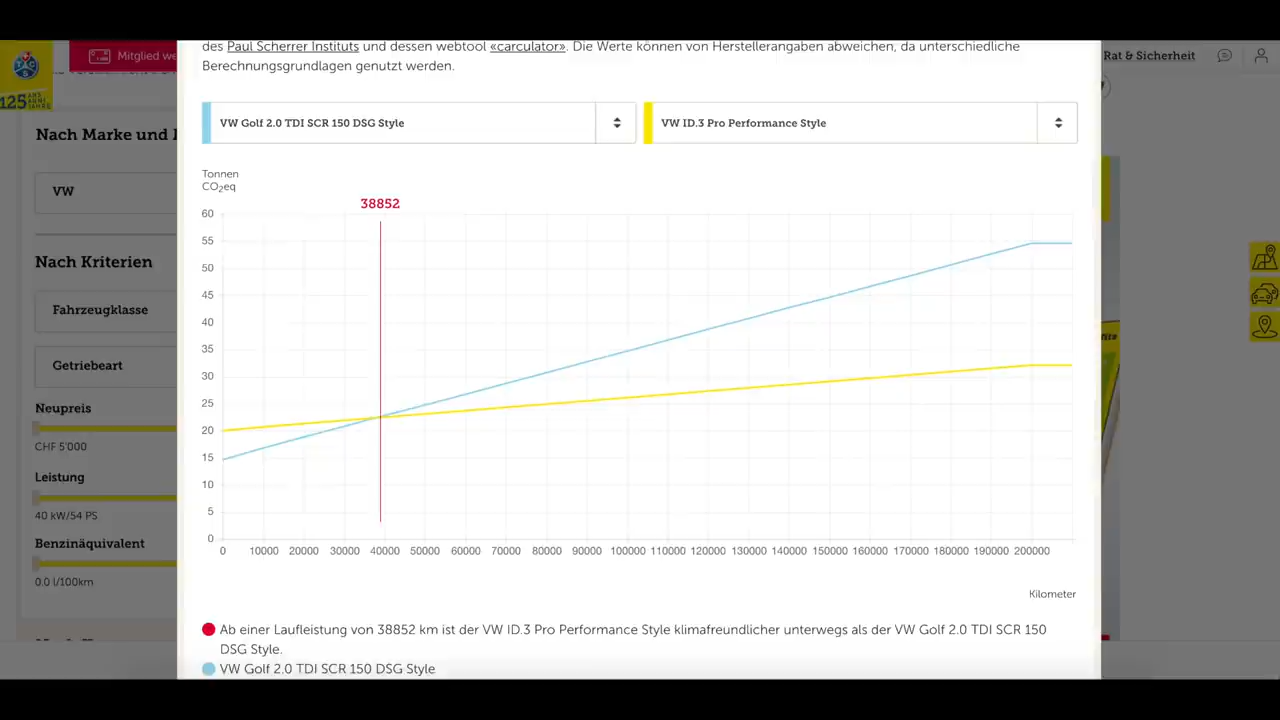 des Paul Scherrer Instituts und dessen webtool «carculator». Die Werte können von Herstellerangaben abweichen, da unterschiedliche
Berechnungsgrundlagen genutzt werden.
Mitglied we
Rat & Sicherheit
125
Nach Marke und
VW
Nach Kriterien
Fahrzeugklasse
Getriebeart
Neupreis
CHF 5'000
Leistung
40 kW/54 PS
Benzinäquivalent
0.0 l/100km
VW Golf 2.0 TDI SCR 150 DSG Style
VW ID.3 Pro Performance Style
Tonnen
CO₂eq
38852
60
55
50
45
40
35
30
25
20
15
10
5
0
0 10000 20000 30000 40000 50000 60000 70000 80000 90000 100000 110000 120000 130000 140000 150000 160000 170000 180000 190000 200000
Kilometer
Ab einer Laufleistung von 38852 km ist der VW ID.3 Pro Performance Style klimafreundlicher unterwegs als der VW Golf 2.0 TDI SCR 150
DSG Style.
VW Golf 2.0 TDI SCR 150 DSG Style